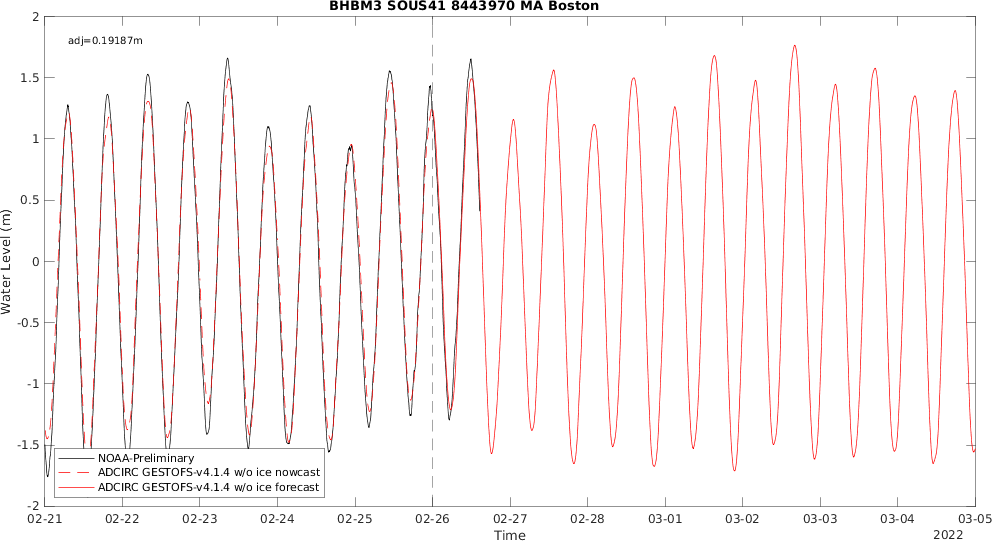 BHBM3 SOUS41 8443970 MA Boston
adj=0.19187m
Water Level (m)
2
1.5
1
0.5
0
-0.5
-1
-1.5
-2
NOAA-Preliminary
ADCIRC GESTOFS-v4.1.4 w/o ice nowcast
ADCIRC GESTOFS-v4.1.4 w/o ice forecast
02-21 02-22 02-23 02-24 02-25 02-26 02-27 02-28 03-01 03-02 03-03 03-04 03-05
Time
2022